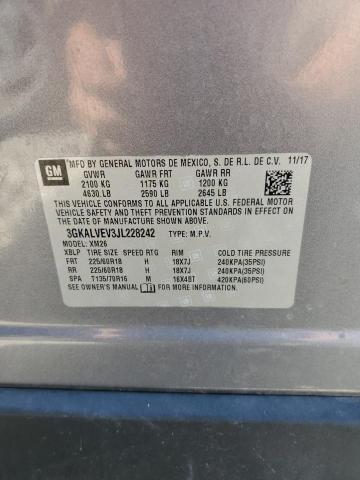 GM
MFD BY GENERAL MOTORS DE MEXICO, S. DE R.L. DE C.V. 11/17
GVWR GAWR FRT GAWR RR
2100 KG 1175 KG 1200 KG
4630 LB 2590 LB 2645 LB
THIS VEHICLE CONFORMS TO ALL APPLICABLE U.S.
FEDERAL MOTOR VEHICLE SAFETY, BUMPER, AND
THEFT PREVENTION STANDARDS IN EFFECT ON THE
DATE OF MANUFACTURE SHOWN ABOVE.
3GKALVEV3JL228242 TYPE: M.P.V.
MODEL: XM26
XBLP TIRE SIZE SPEED RTG RIM COLD TIRE PRESSURE
FRT 225/60R18 H 18X7J 240KPA(35PSI)
RR 225/60R18 H 18X7J 240KPA(35PSI)
SPA T135/70R16 M 16X4BT 420KPA(60PSI)
SEE OWNER'S MANUAL FOR ADDITIONAL INFORMATION